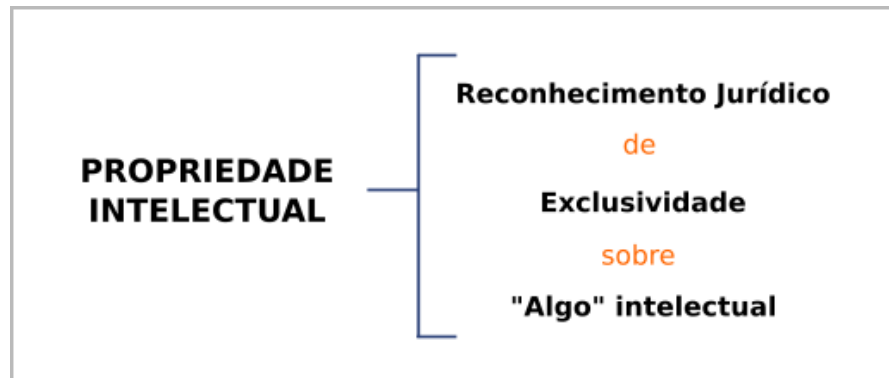 PROPRIEDADE
INTELECTUAL
Reconhecimento Jurídico
de
Exclusividade
sobre
"Algo" intelectual